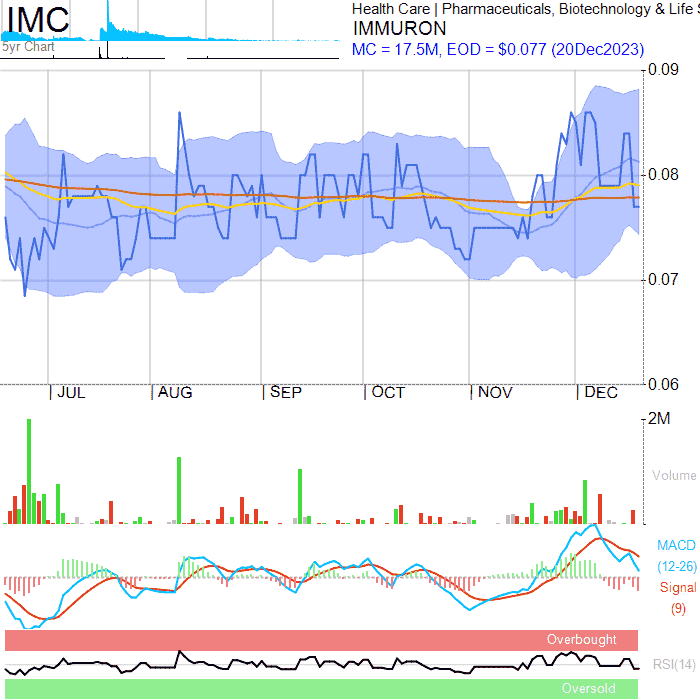 IMC
5yr Chart
Health Care | Pharmaceuticals, Biotechnology & Life S
IMMURON
MC = 17.5M, EOD = $0.077 (20Dec2023)
0.09
0.08
0.07
0.06
| JUL | AUG | SEP | OCT | NOV | DEC
2M
Volume
MACD
(12-26)
Signal
(9)
Overbought
RSI(14)
Oversold